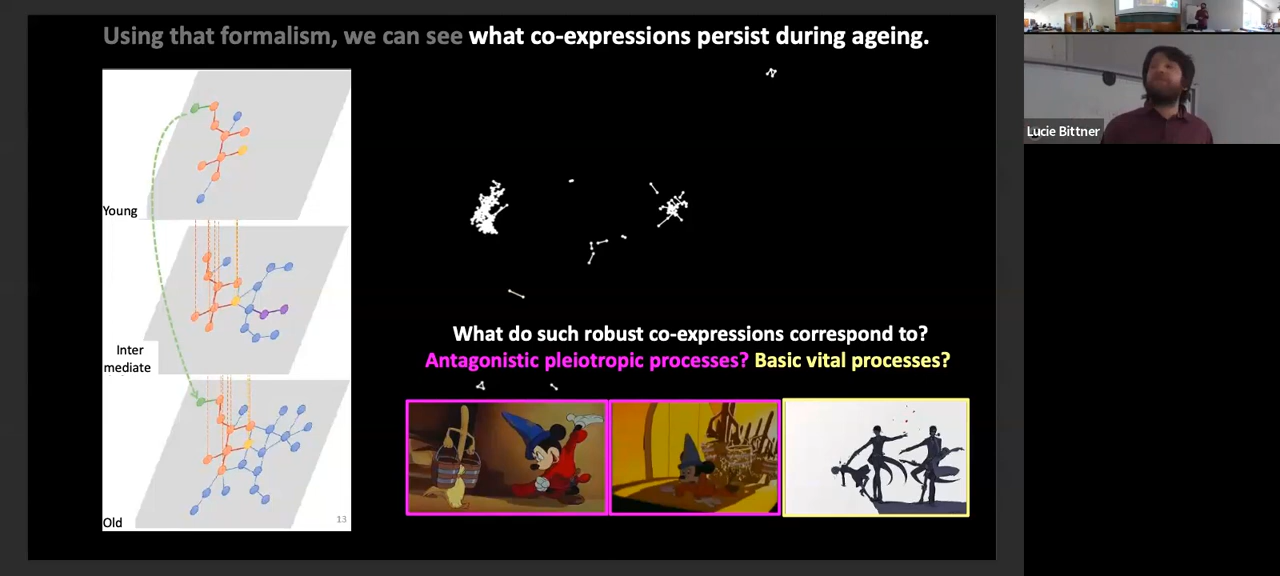 Using that formalism, we can see what co-expressions persist during ageing.
Young
Inter
mediate
Old
13
What do such robust co-expressions correspond to?
Antagonistic pleiotropic processes? Basic vital processes?
Lucie Bittner